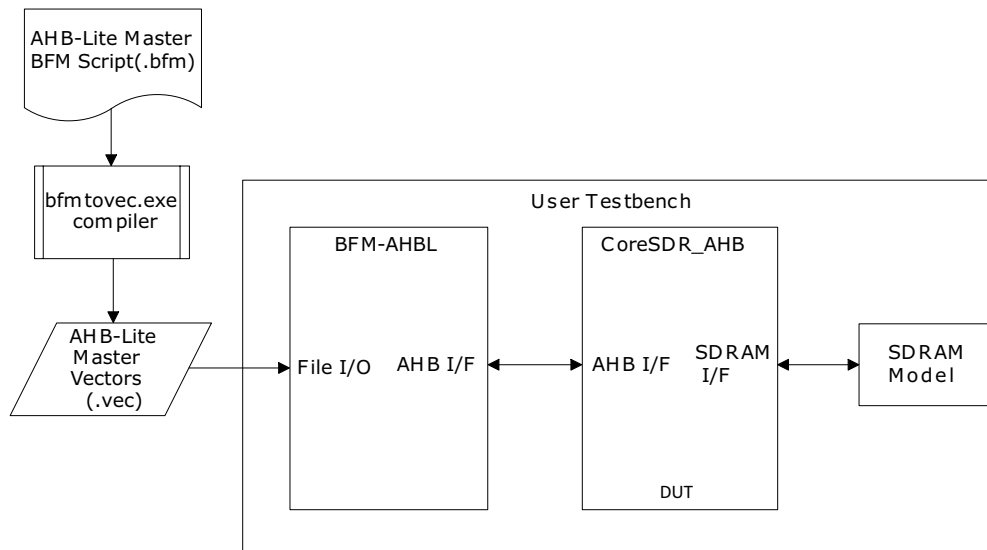 AHB-Lite Master
BFM Script(.bfm)
bfmtovec.exe
compiler
AHB-Lite
Master
Vectors
(.vec)
User Testbench
BFM-AHBL
File I/O
AHB I/F
CoreSDR_AHB
AHB I/F
SDRAM
I/F
DUT
SDRAM
Model